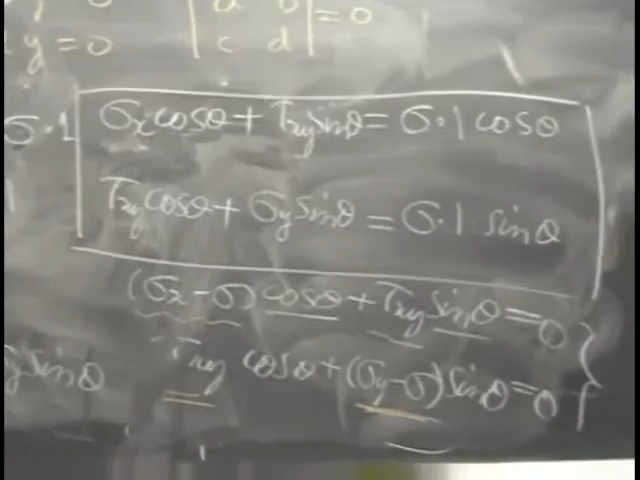 = 0
y = 0 | a b; c d | = 0
σ·1
σx cosθ + τxy sinθ = σ·1 cosθ
τxy cosθ + σy sinθ = σ·1 sinθ
(σx − σ) cosθ + τxy sinθ = 0
y sinθ τxy cosθ + (σy − σ) sinθ = 0